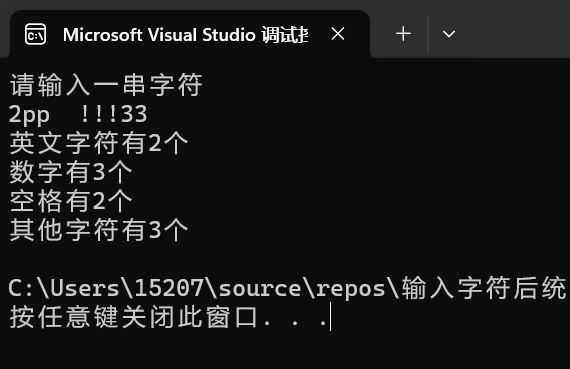 Microsoft Visual Studio 调试
请输入一串字符
2pp  !!!33
英文字符有2个
数字有3个
空格有2个
其他字符有3个
C:\Users\15207\source\repos\输入字符后统
按任意键关闭此窗口. . .